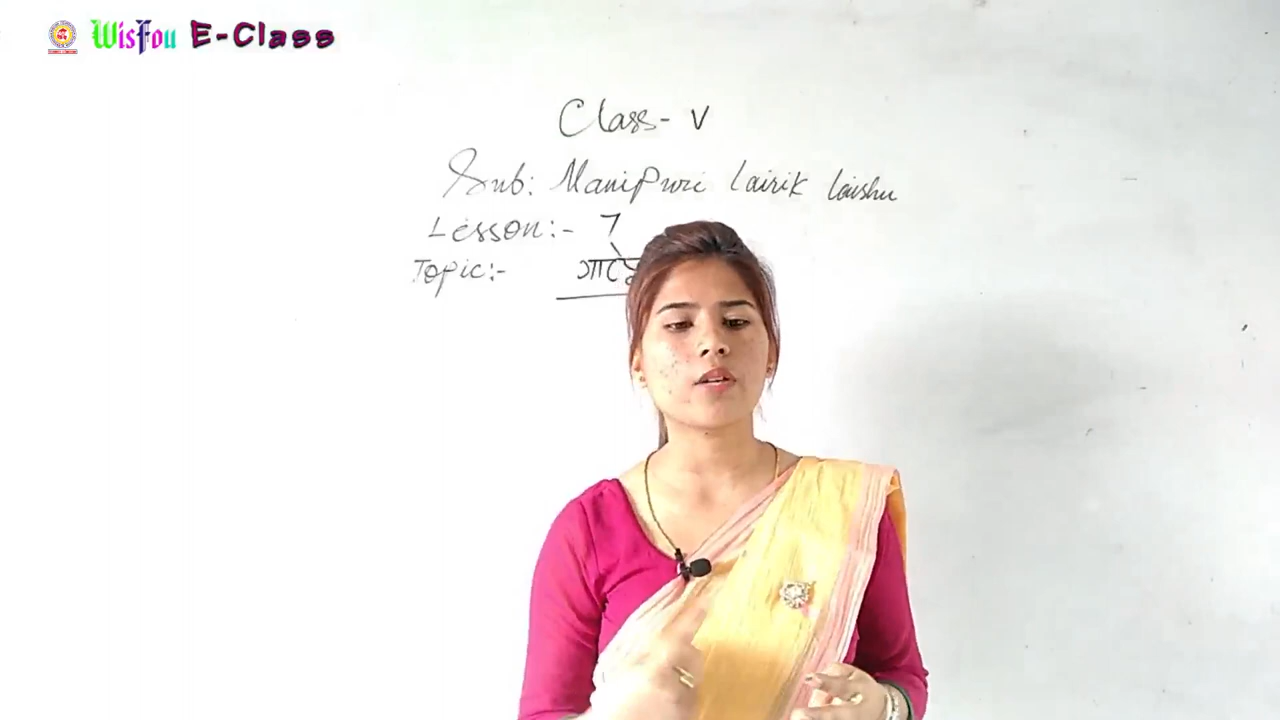 WisFou E-Class
Class- V
Sub: Manipuri Lairik Laishu
Lesson:- 7
Topic:-